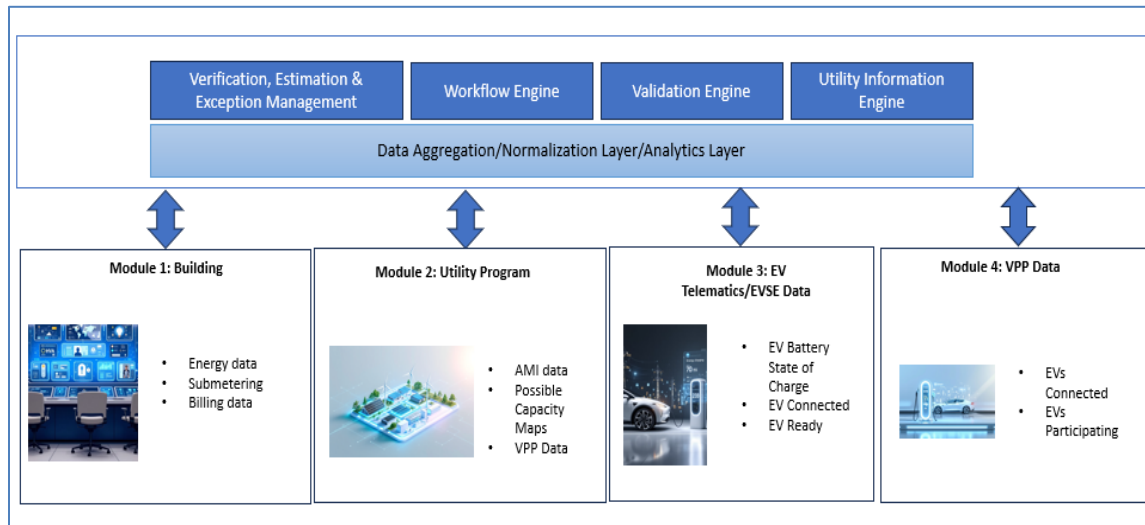 Verification, Estimation &
Exception Management
Workflow Engine
Validation Engine
Utility Information
Engine
Data Aggregation/Normalization Layer/Analytics Layer
Module 1: Building
• Energy data
• Submetering
• Billing data
Module 2: Utility Program
• AMI data
• Possible
Capacity
Maps
• VPP Data
Module 3: EV
Telematics/EVSE Data
• EV Battery
State of
Charge
• EV Connected
• EV Ready
Module 4: VPP Data
• EVs
Connected
• EVs
Participating